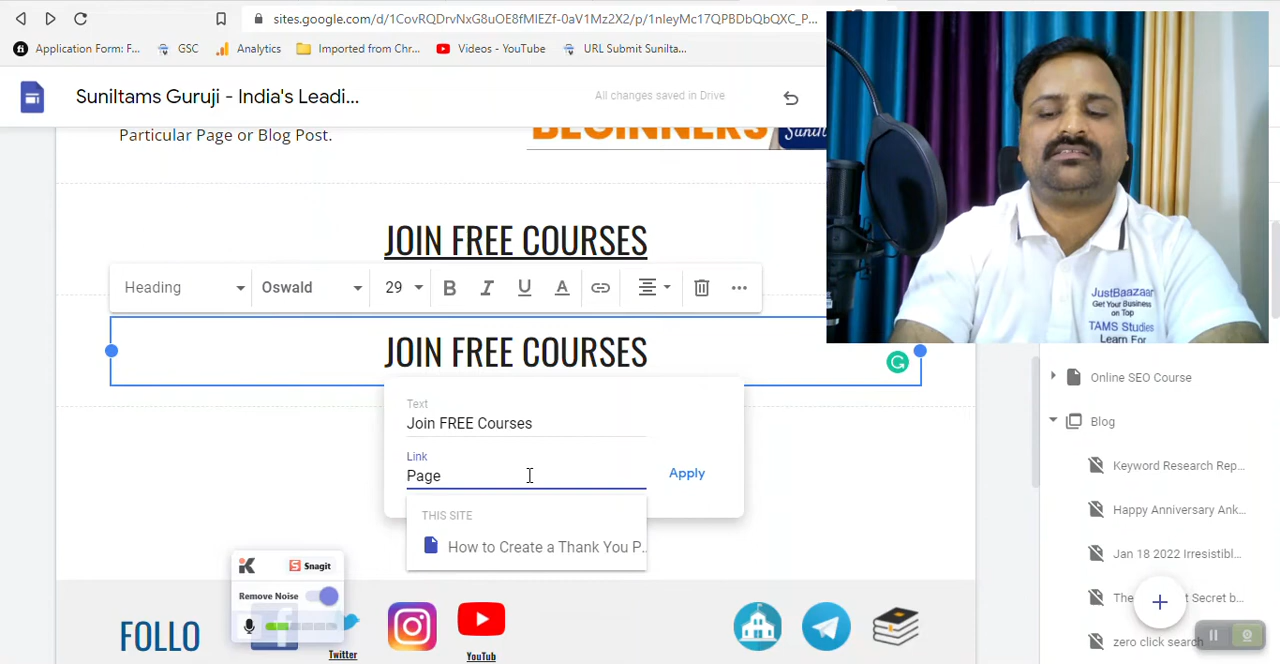 sites.google.com/d/1CovRQDrvNxG8uOE8fMIEZf-0aV1Mz2X2/p/1nIeyMc17QPBDbQbQXC_P...
Application Form: F...
GSC
Analytics
Imported from Chr...
Videos - YouTube
URL Submit Sunilta...
Suniltams Guruji - India's Leadi...
All changes saved in Drive
Particular Page or Blog Post.
BEGINNERS
JOIN FREE COURSES
Heading
Oswald
29
B
I
U
A
JOIN FREE COURSES
Text
Join FREE Courses
Link
Page
Apply
THIS SITE
How to Create a Thank You P...
JustBaazaar
Get Your Business
on Top
TAMS Studies
Learn For
Online SEO Course
Blog
Keyword Research Rep...
Happy Anniversary Ank...
Jan 18 2022 Irresistibl...
Secret b...
zero click search
Snagit
Remove Noise
FOLLO
Twitter
YouTub